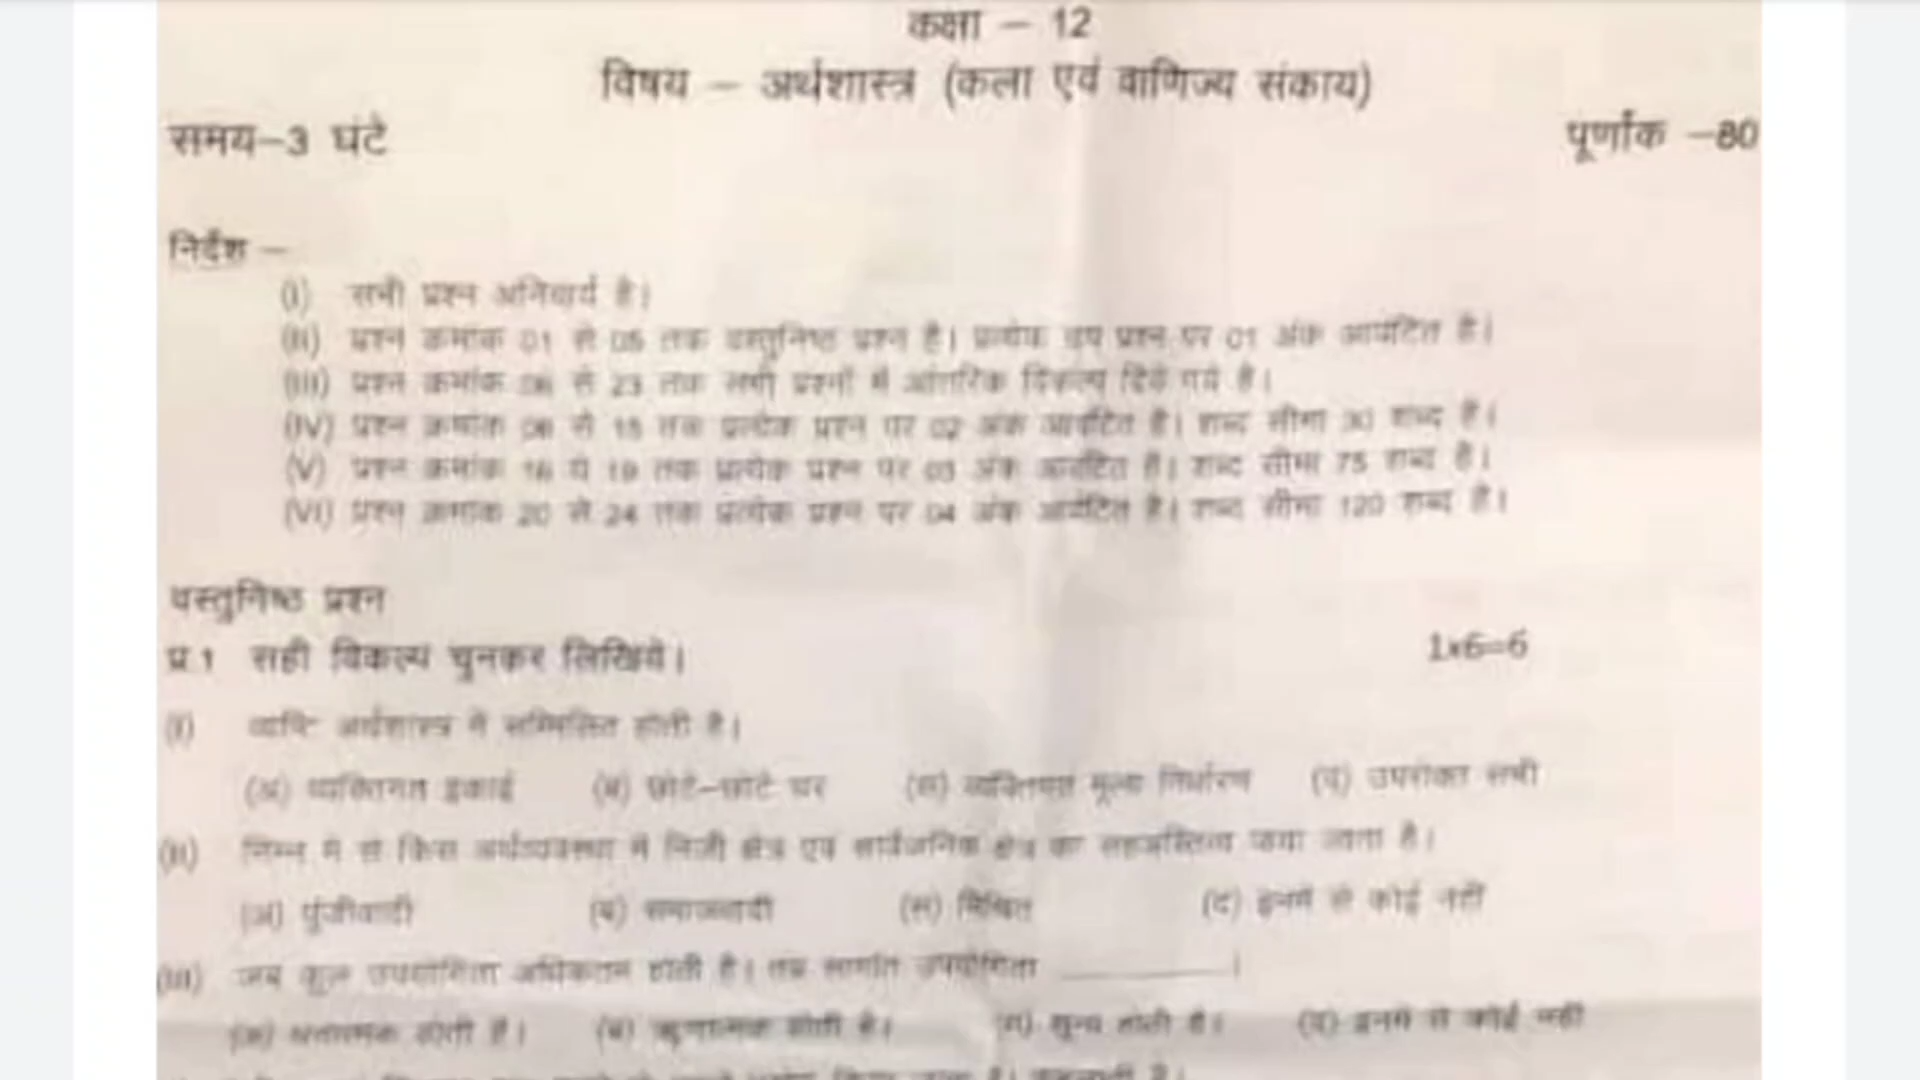 कक्षा – 12
विषय – अर्थशास्त्र (कला एवं वाणिज्य संकाय)
समय–3 घंटे
पूर्णांक –80
निर्देश –
(I) सभी प्रश्न अनिवार्य है।
(II) प्रश्न क्रमांक 01 से 05 तक वस्तुनिष्ठ प्रश्न है। प्रत्येक उप प्रश्न पर 01 अंक आवंटित है।
(III) प्रश्न क्रमांक 06 से 23 तक सभी प्रश्नों में आंतरिक विकल्प दिये गये है।
(IV) प्रश्न क्रमांक 06 से 15 तक प्रत्येक प्रश्न पर 02 अंक आवंटित है। शब्द सीमा 30 शब्द है।
(V) प्रश्न क्रमांक 16 से 19 तक प्रत्येक प्रश्न पर 03 अंक आवंटित है। शब्द सीमा 75 शब्द है।
(VI) प्रश्न क्रमांक 20 से 24 तक प्रत्येक प्रश्न पर 04 अंक आवंटित है। शब्द सीमा 120 शब्द है।
वस्तुनिष्ठ प्रश्न
प्र.1 सही विकल्प चुनकर लिखिये। 1×6=6
(I) व्यष्टि अर्थशास्त्र में सम्मिलित होती है।
(अ) व्यक्तिगत इकाई (ब) छोटे–छोटे चर (स) व्यक्तिगत मूल्य निर्धारण (द) उपरोक्त सभी
(II) निम्न में से किस अर्थव्यवस्था में निजी क्षेत्र एवं सार्वजनिक क्षेत्र का सहअस्तित्व पाया जाता है।
(अ) पूंजीवादी (ब) समाजवादी (स) मिश्रित (द) इनमें से कोई नहीं
(III) जब कुल उपयोगिता अधिकतम होती है। तब सीमांत उपयोगिता ________।
(अ) धनात्मक होती है। (ब) ऋणात्मक होती है। (स) शून्य होती है। (द) इनमें से कोई नहीं